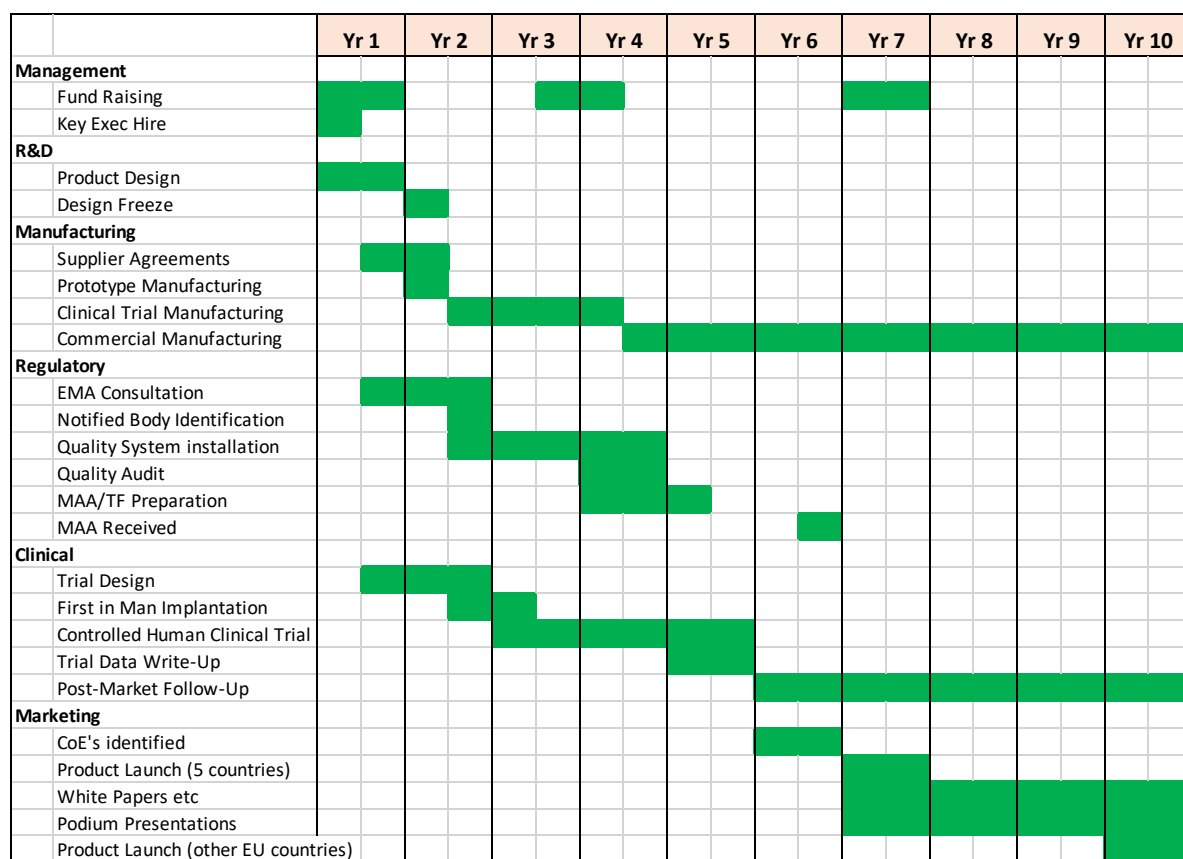 Yr 1 Yr 2 Yr 3 Yr 4 Yr 5 Yr 6 Yr 7 Yr 8 Yr 9 Yr 10
Management
Fund Raising
Key Exec Hire
R&D
Product Design
Design Freeze
Manufacturing
Supplier Agreements
Prototype Manufacturing
Clinical Trial Manufacturing
Commercial Manufacturing
Regulatory
EMA Consultation
Notified Body Identification
Quality System installation
Quality Audit
MAA/TF Preparation
MAA Received
Clinical
Trial Design
First in Man Implantation
Controlled Human Clinical Trial
Trial Data Write-Up
Post-Market Follow-Up
Marketing
CoE's identified
Product Launch (5 countries)
White Papers etc
Podium Presentations
Product Launch (other EU countries)